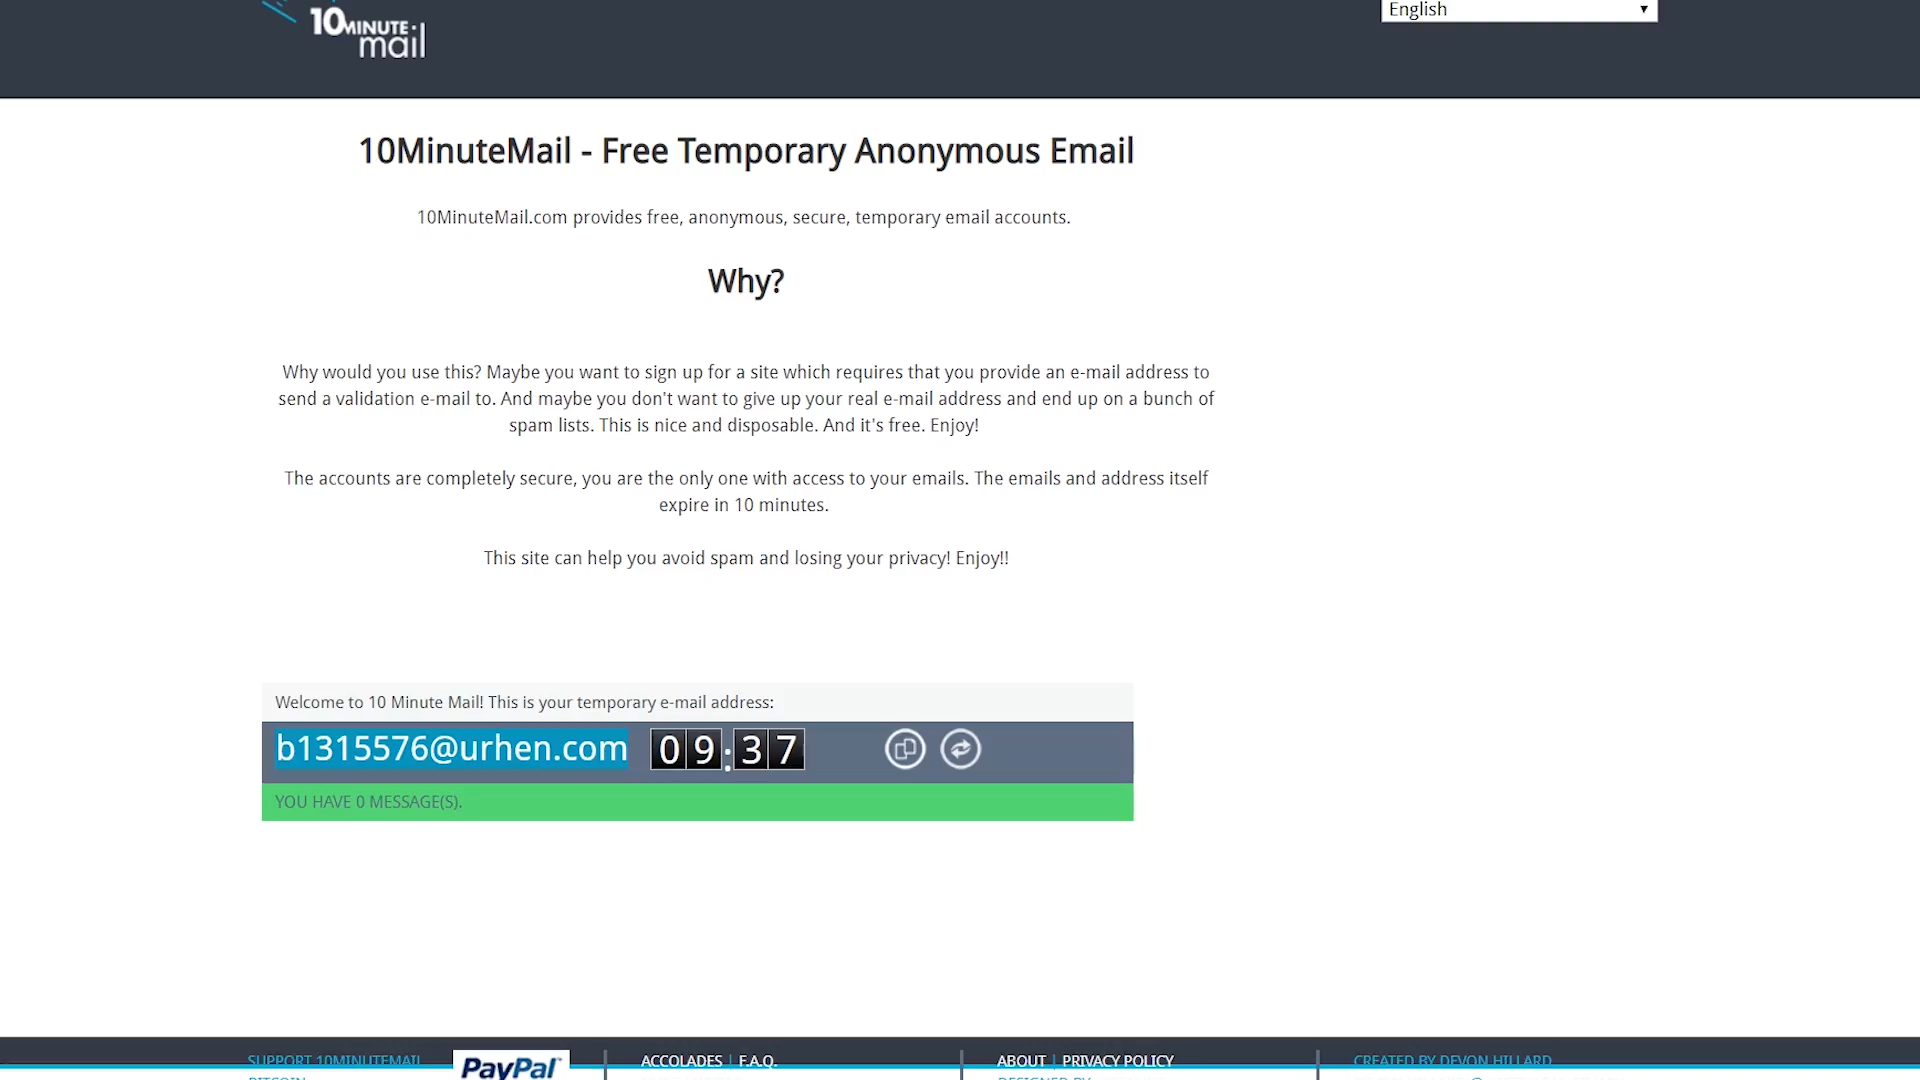 English
10MINUTE
mail
10MinuteMail - Free Temporary Anonymous Email
10MinuteMail.com provides free, anonymous, secure, temporary email accounts.
Why?
Why would you use this? Maybe you want to sign up for a site which requires that you provide an e-mail address to
send a validation e-mail to. And maybe you don't want to give up your real e-mail address and end up on a bunch of
spam lists. This is nice and disposable. And it's free. Enjoy!
The accounts are completely secure, you are the only one with access to your emails. The emails and address itself
expire in 10 minutes.
This site can help you avoid spam and losing your privacy! Enjoy!!
Welcome to 10 Minute Mail! This is your temporary e-mail address:
b1315576@urhen.com 09:37
YOU HAVE 0 MESSAGE(S).
SUPPORT 10MINUTEMAIL PayPal ACCOLADES | F.A.Q. ABOUT | PRIVACY POLICY CREATED BY DEVON HILLARD
BITCOIN DESIGNED BY